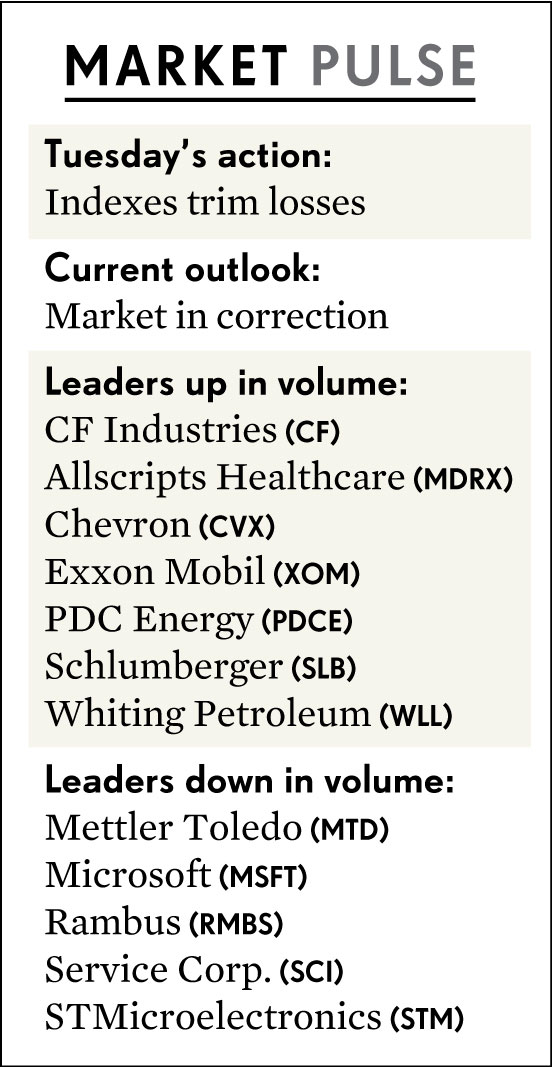 MARKET PULSE
Tuesday’s action:
Indexes trim losses
Current outlook:
Market in correction
Leaders up in volume:
CF Industries (CF)
Allscripts Healthcare (MDRX)
Chevron (CVX)
Exxon Mobil (XOM)
PDC Energy (PDCE)
Schlumberger (SLB)
Whiting Petroleum (WLL)
Leaders down in volume:
Mettler Toledo (MTD)
Microsoft (MSFT)
Rambus (RMBS)
Service Corp. (SCI)
STMicroelectronics (STM)